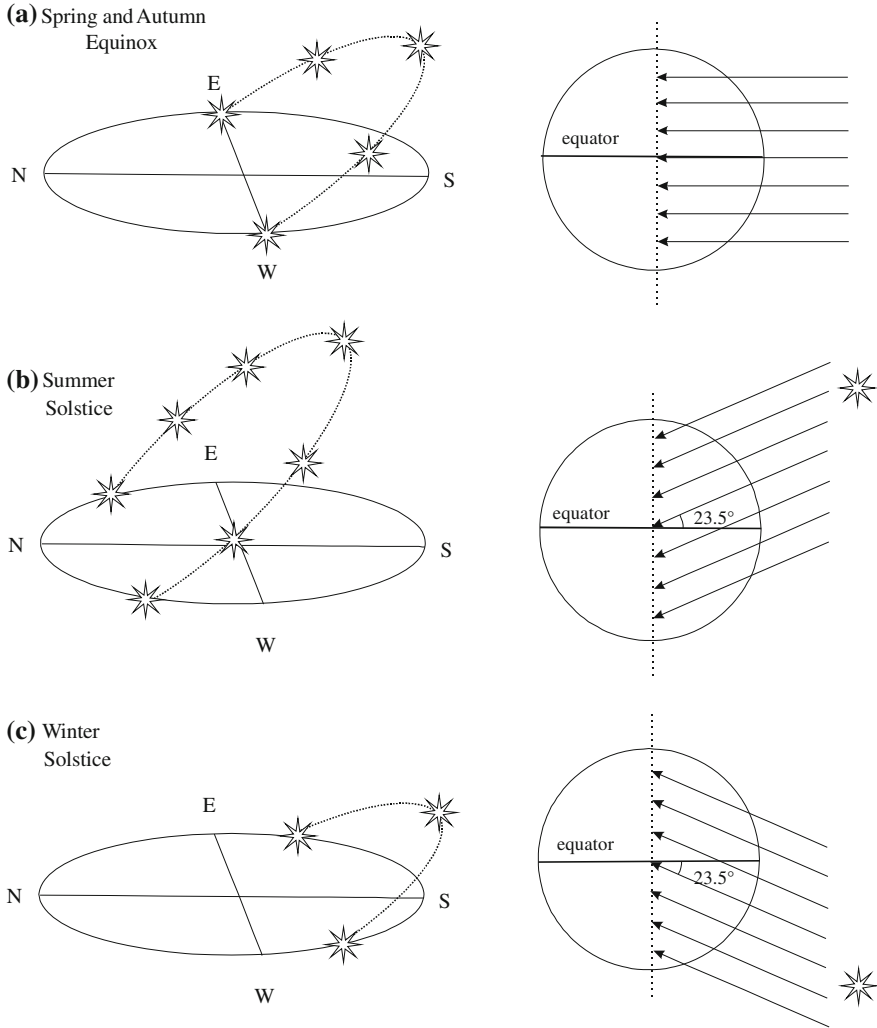 (a) Spring and Autumn
Equinox
E
N
S
W
equator
(b) Summer
Solstice
E
N
S
W
equator
23.5°
(c) Winter
Solstice
E
N
S
W
equator
23.5°